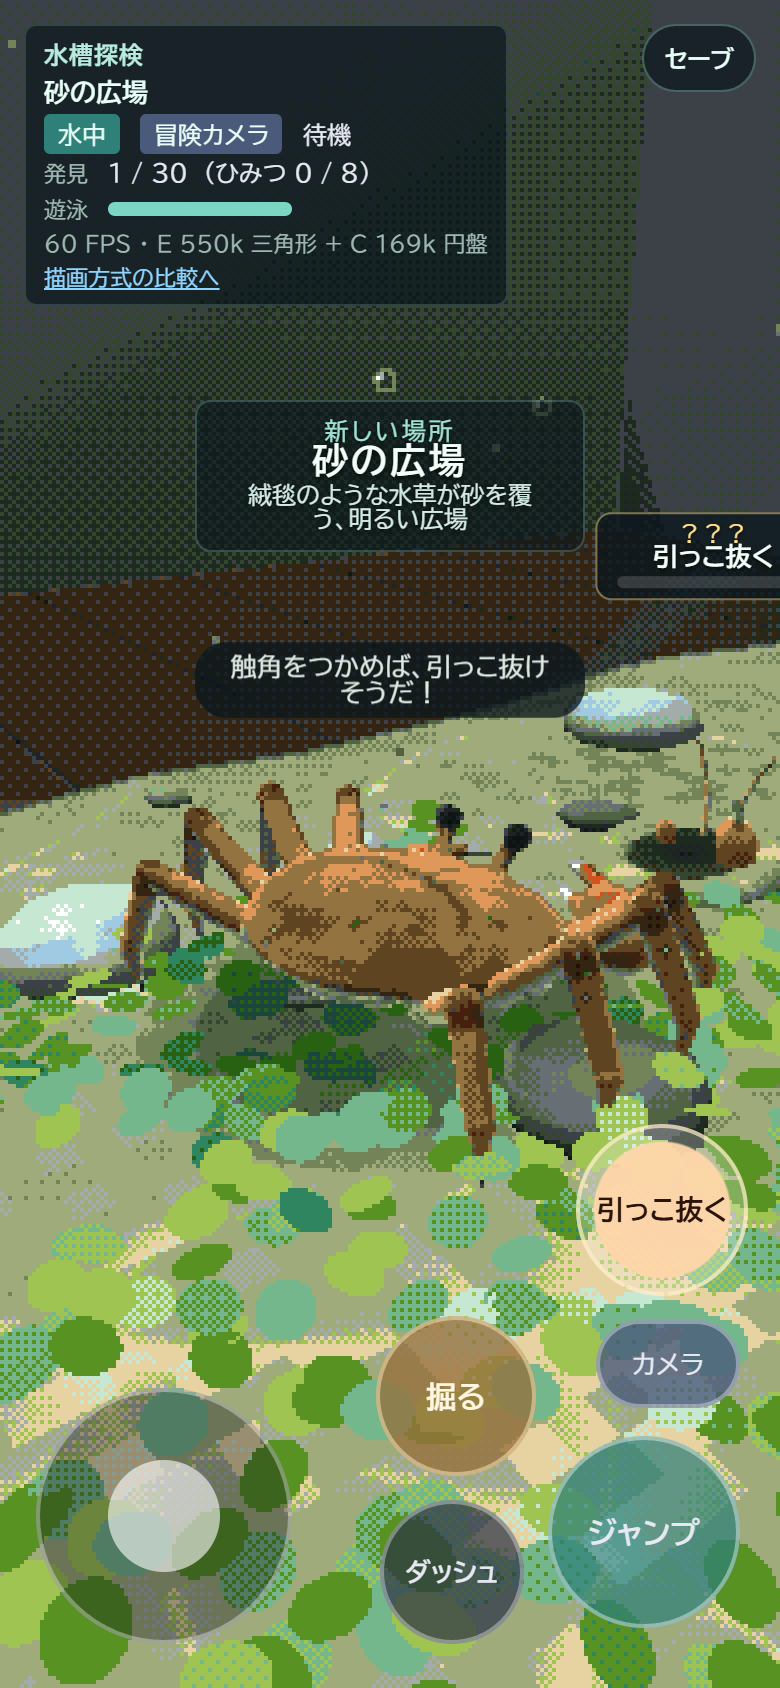 水槽探検
セーブ
砂の広場
水中 冒険カメラ 待機
発見 1 / 30（ひみつ 0 / 8）
遊泳
60 FPS・E 550k 三角形 + C 169k 円盤
描画方式の比較へ
新しい場所
砂の広場
絨毯のような水草が砂を覆
う、明るい広場
？？？
引っこ抜く
触角をつかめば、引っこ抜け
そうだ！
引っこ抜く
カメラ
掘る
ジャンプ
ダッシュ